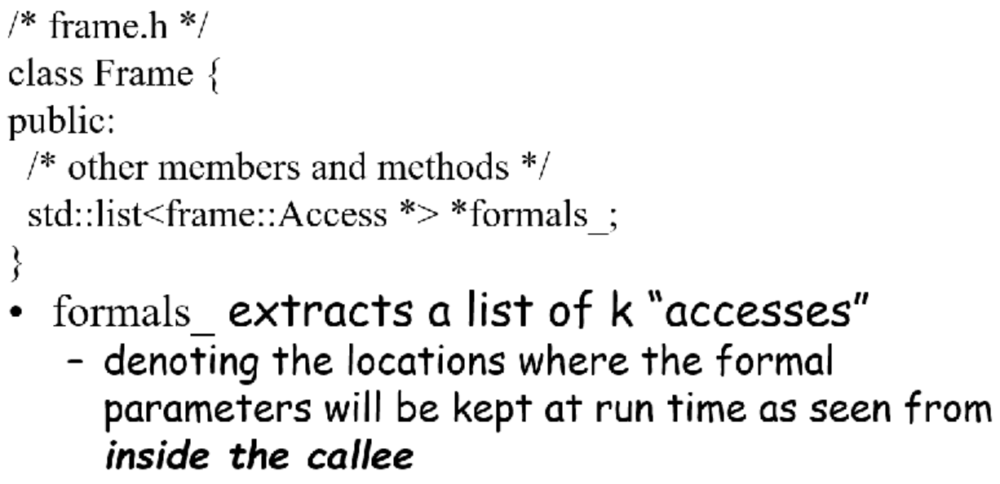 /* frame.h */
class Frame {
public:
/* other members and methods */
std::list<frame::Access *> *formals_;
}
• formals_ extracts a list of k “accesses”
– denoting the locations where the formal
parameters will be kept at run time as seen from
inside the callee